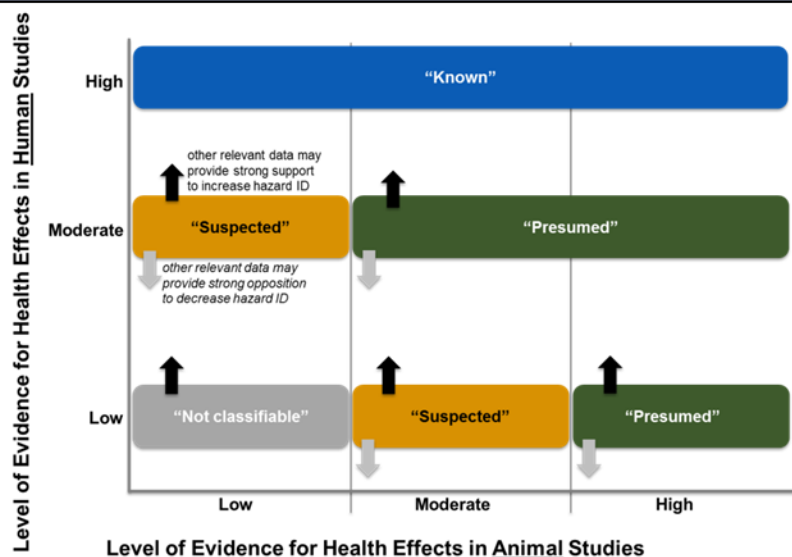 Level of Evidence for Health Effects in Human Studies
High
“Known”
other relevant data may
provide strong support
to increase hazard ID
Moderate
“Suspected”
“Presumed”
other relevant data may
provide strong opposition
to decrease hazard ID
Low
“Not classifiable”
“Suspected”
“Presumed”
Low
Moderate
High
Level of Evidence for Health Effects in Animal Studies